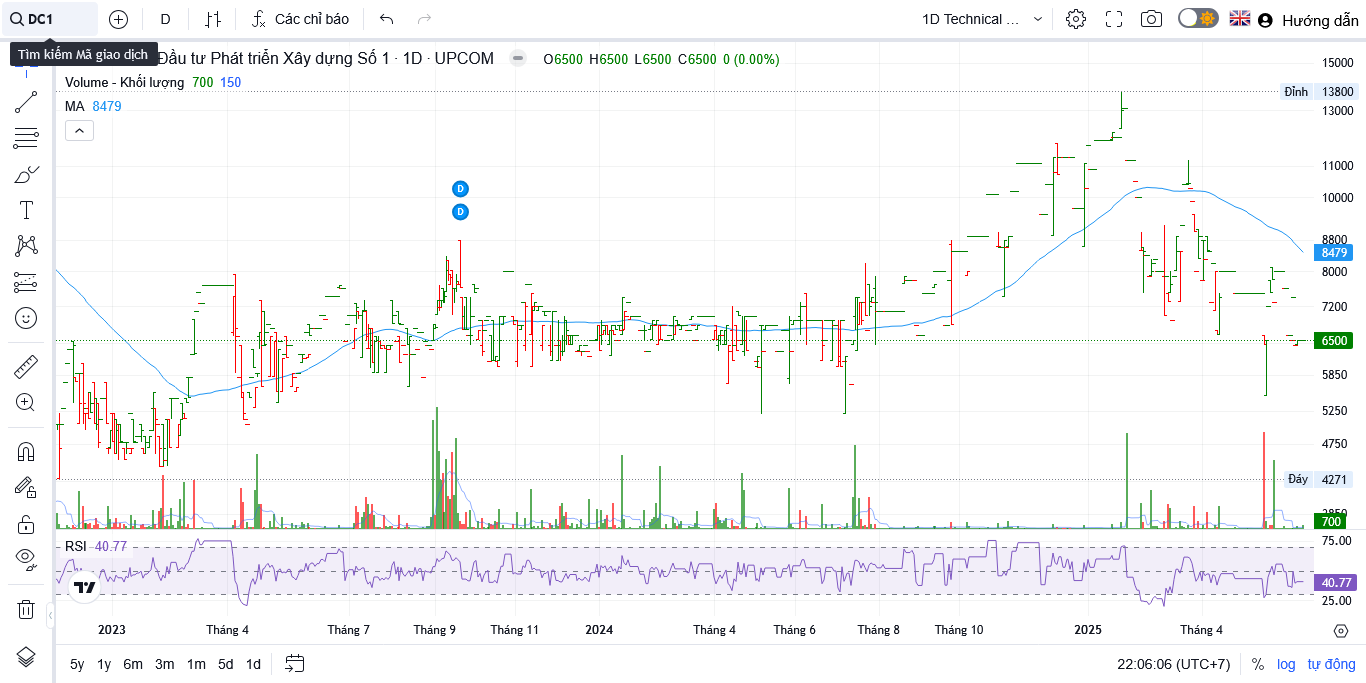 DC1
D
Các chỉ báo
1D Technical ...
Hướng dẫn
Tìm kiếm Mã giao dịch
Đầu tư Phát triển Xây dựng Số 1 · 1D · UPCOM
O6500 H6500 L6500 C6500 0 (0.00%)
Volume - Khối lượng 700 150
MA 8479
D
D
15000
Đỉnh 13800
13000
11000
10000
8800
8479
8000
7200
6500
5850
5250
4750
Đáy 4271
3850
700
RSI 40.77
75.00
40.77
25.00
2023 Tháng 4 Tháng 7 Tháng 9 Tháng 11 2024 Tháng 4 Tháng 6 Tháng 8 Tháng 10 2025 Tháng 4
5y 1y 6m 3m 1m 5d 1d
22:06:06 (UTC+7) % log tự động